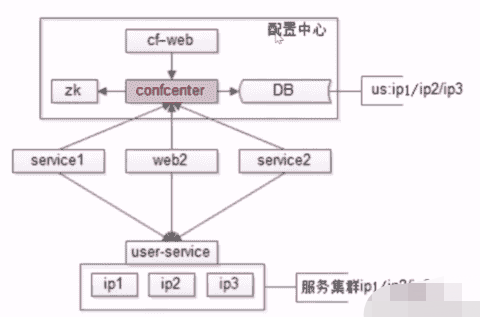 配置中心
cf-web
zk
confcenter
DB
us:ip1/ip2/ip3
service1
web2
service2
user-service
ip1
ip2
ip3
服务集群ip1/ip2/